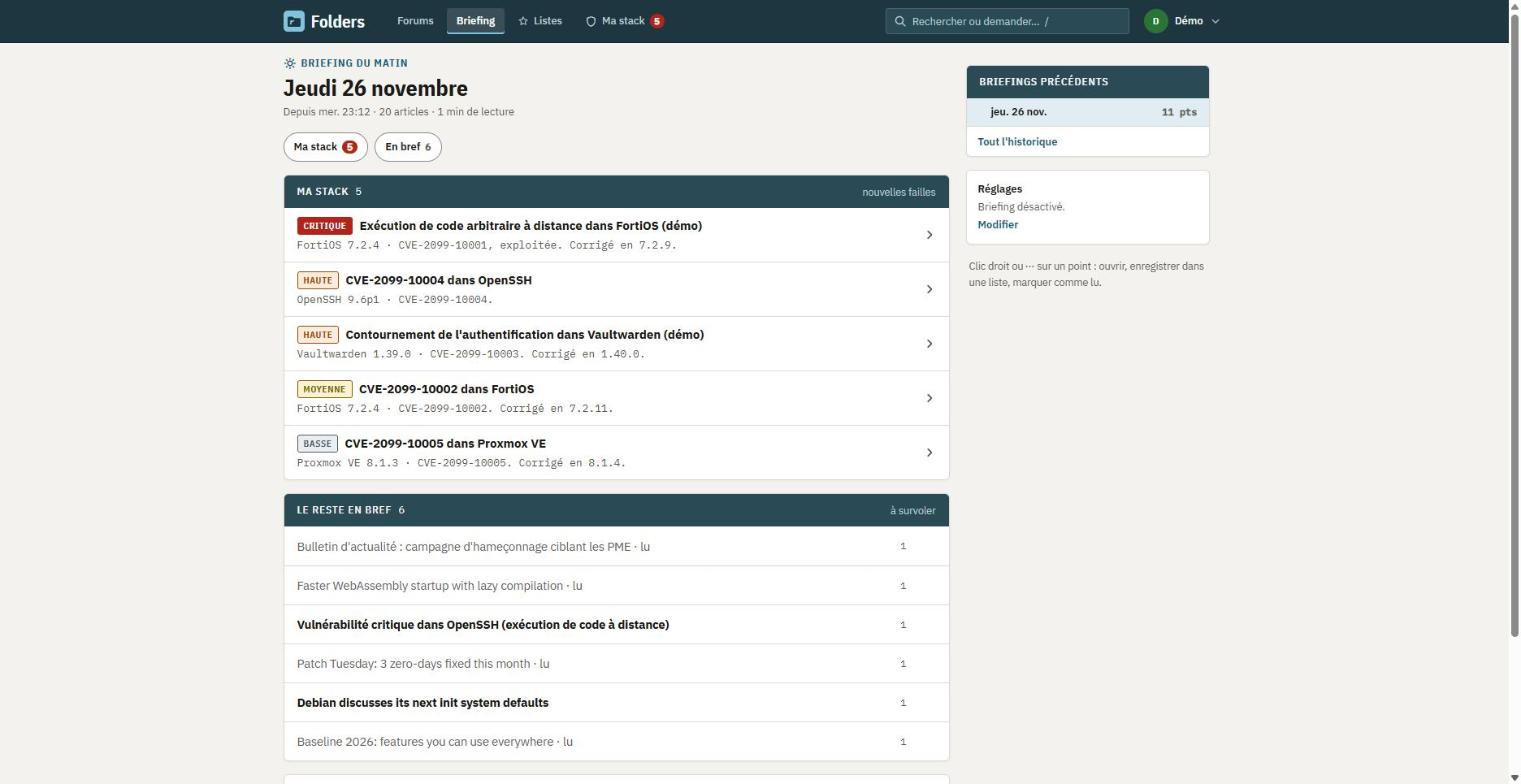 Folders
Forums
Briefing
Listes
Ma stack 5
Rechercher ou demander... /
D
Démo
BRIEFING DU MATIN
Jeudi 26 novembre
Depuis mer. 23:12 · 20 articles · 1 min de lecture
Ma stack 5
En bref 6
MA STACK 5
nouvelles failles
CRITIQUE Exécution de code arbitraire à distance dans FortiOS (démo)
FortiOS 7.2.4 · CVE-2099-10001, exploitée. Corrigé en 7.2.9.
HAUTE CVE-2099-10004 dans OpenSSH
OpenSSH 9.6p1 · CVE-2099-10004.
HAUTE Contournement de l'authentification dans Vaultwarden (démo)
Vaultwarden 1.39.0 · CVE-2099-10003. Corrigé en 1.40.0.
MOYENNE CVE-2099-10002 dans FortiOS
FortiOS 7.2.4 · CVE-2099-10002. Corrigé en 7.2.11.
BASSE CVE-2099-10005 dans Proxmox VE
Proxmox VE 8.1.3 · CVE-2099-10005. Corrigé en 8.1.4.
LE RESTE EN BREF 6
à survoler
Bulletin d'actualité : campagne d'hameçonnage ciblant les PME · lu 1
Faster WebAssembly startup with lazy compilation · lu 1
Vulnérabilité critique dans OpenSSH (exécution de code à distance) 1
Patch Tuesday: 3 zero-days fixed this month · lu 1
Debian discusses its next init system defaults 1
Baseline 2026: features you can use everywhere · lu 1
BRIEFINGS PRÉCÉDENTS
jeu. 26 nov. 11 pts
Tout l'historique
Réglages
Briefing désactivé.
Modifier
Clic droit ou ··· sur un point : ouvrir, enregistrer dans
une liste, marquer comme lu.